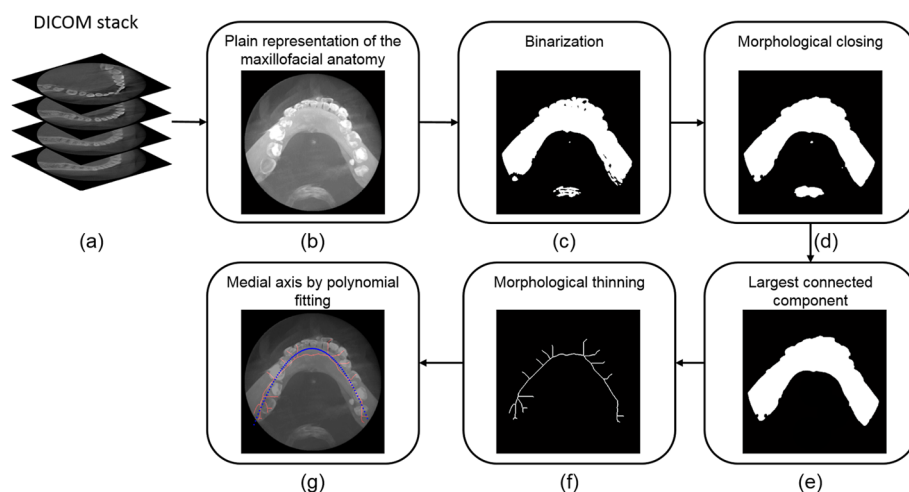 DICOM stack
(a)
Plain representation of the
maxillofacial anatomy
(b)
Binarization
(c)
Morphological closing
(d)
Largest connected
component
(e)
Morphological thinning
(f)
Medial axis by polynomial
fitting
(g)